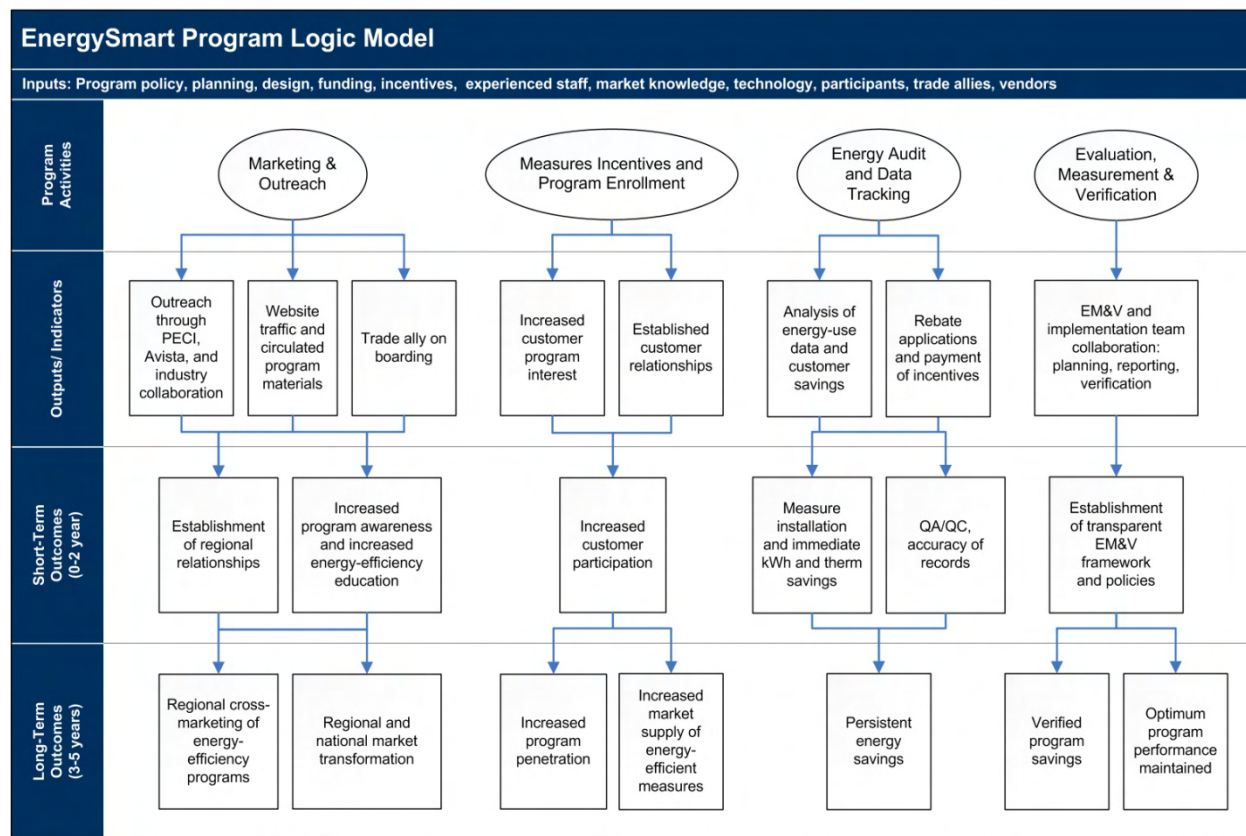 EnergySmart Program Logic Model
Inputs: Program policy, planning, design, funding, incentives, experienced staff, market knowledge, technology, participants, trade allies, vendors
Program
Activities
Marketing &
Outreach
Measures Incentives and
Program Enrollment
Energy Audit
and Data
Tracking
Evaluation,
Measurement &
Verification
Outputs/ Indicators
Outreach
through
PECI,
Avista, and
industry
collaboration
Website
traffic and
circulated
program
materials
Trade ally on
boarding
Increased
customer
program
interest
Established
customer
relationships
Analysis of
energy-use
data and
customer
savings
Rebate
applications
and payment
of incentives
EM&V and
implementation team
collaboration:
planning, reporting,
verification
Short-Term
Outcomes
(0-2 year)
Establishment
of regional
relationships
Increased
program awareness
and increased
energy-efficiency
education
Increased
customer
participation
Measure
installation
and immediate
kWh and therm
savings
QA/QC,
accuracy of
records
Establishment
of transparent
EM&V
framework
and policies
Long-Term
Outcomes
(3-5 years)
Regional cross-
marketing of
energy-
efficiency
programs
Regional and
national market
transformation
Increased
program
penetration
Increased
market
supply of
energy-
efficient
measures
Persistent
energy
savings
Verified
program
savings
Optimum
program
performance
maintained